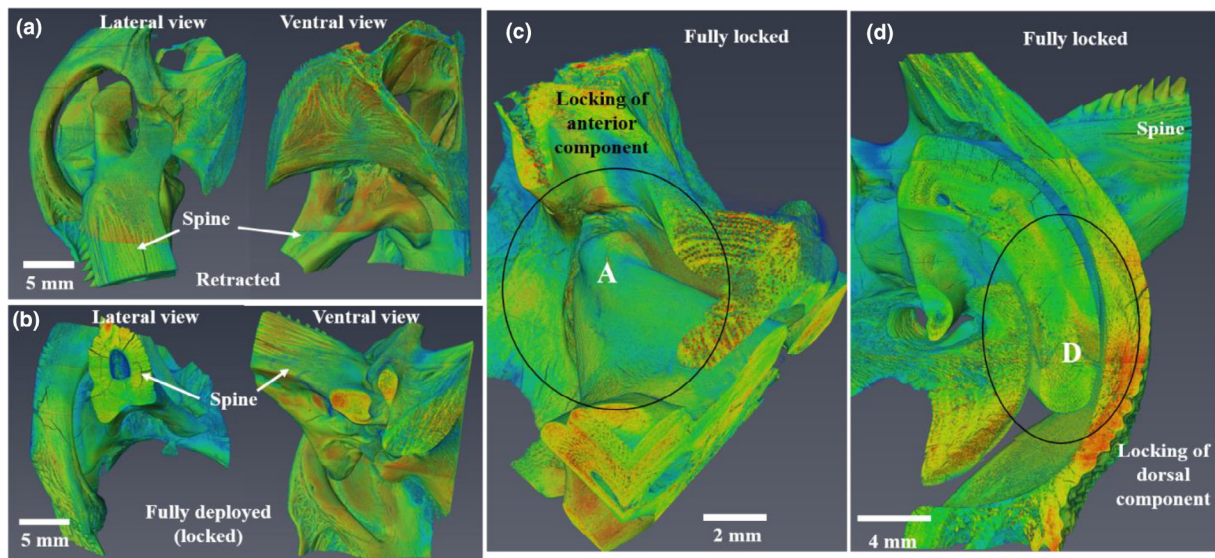 (a)
Lateral view
Ventral view
Spine
5 mm
Retracted
(b)
Lateral view
Ventral view
Spine
5 mm
Fully deployed
(locked)
(c)
Fully locked
Locking of
anterior
component
A
2 mm
(d)
Fully locked
Spine
D
Locking of
dorsal
component
4 mm